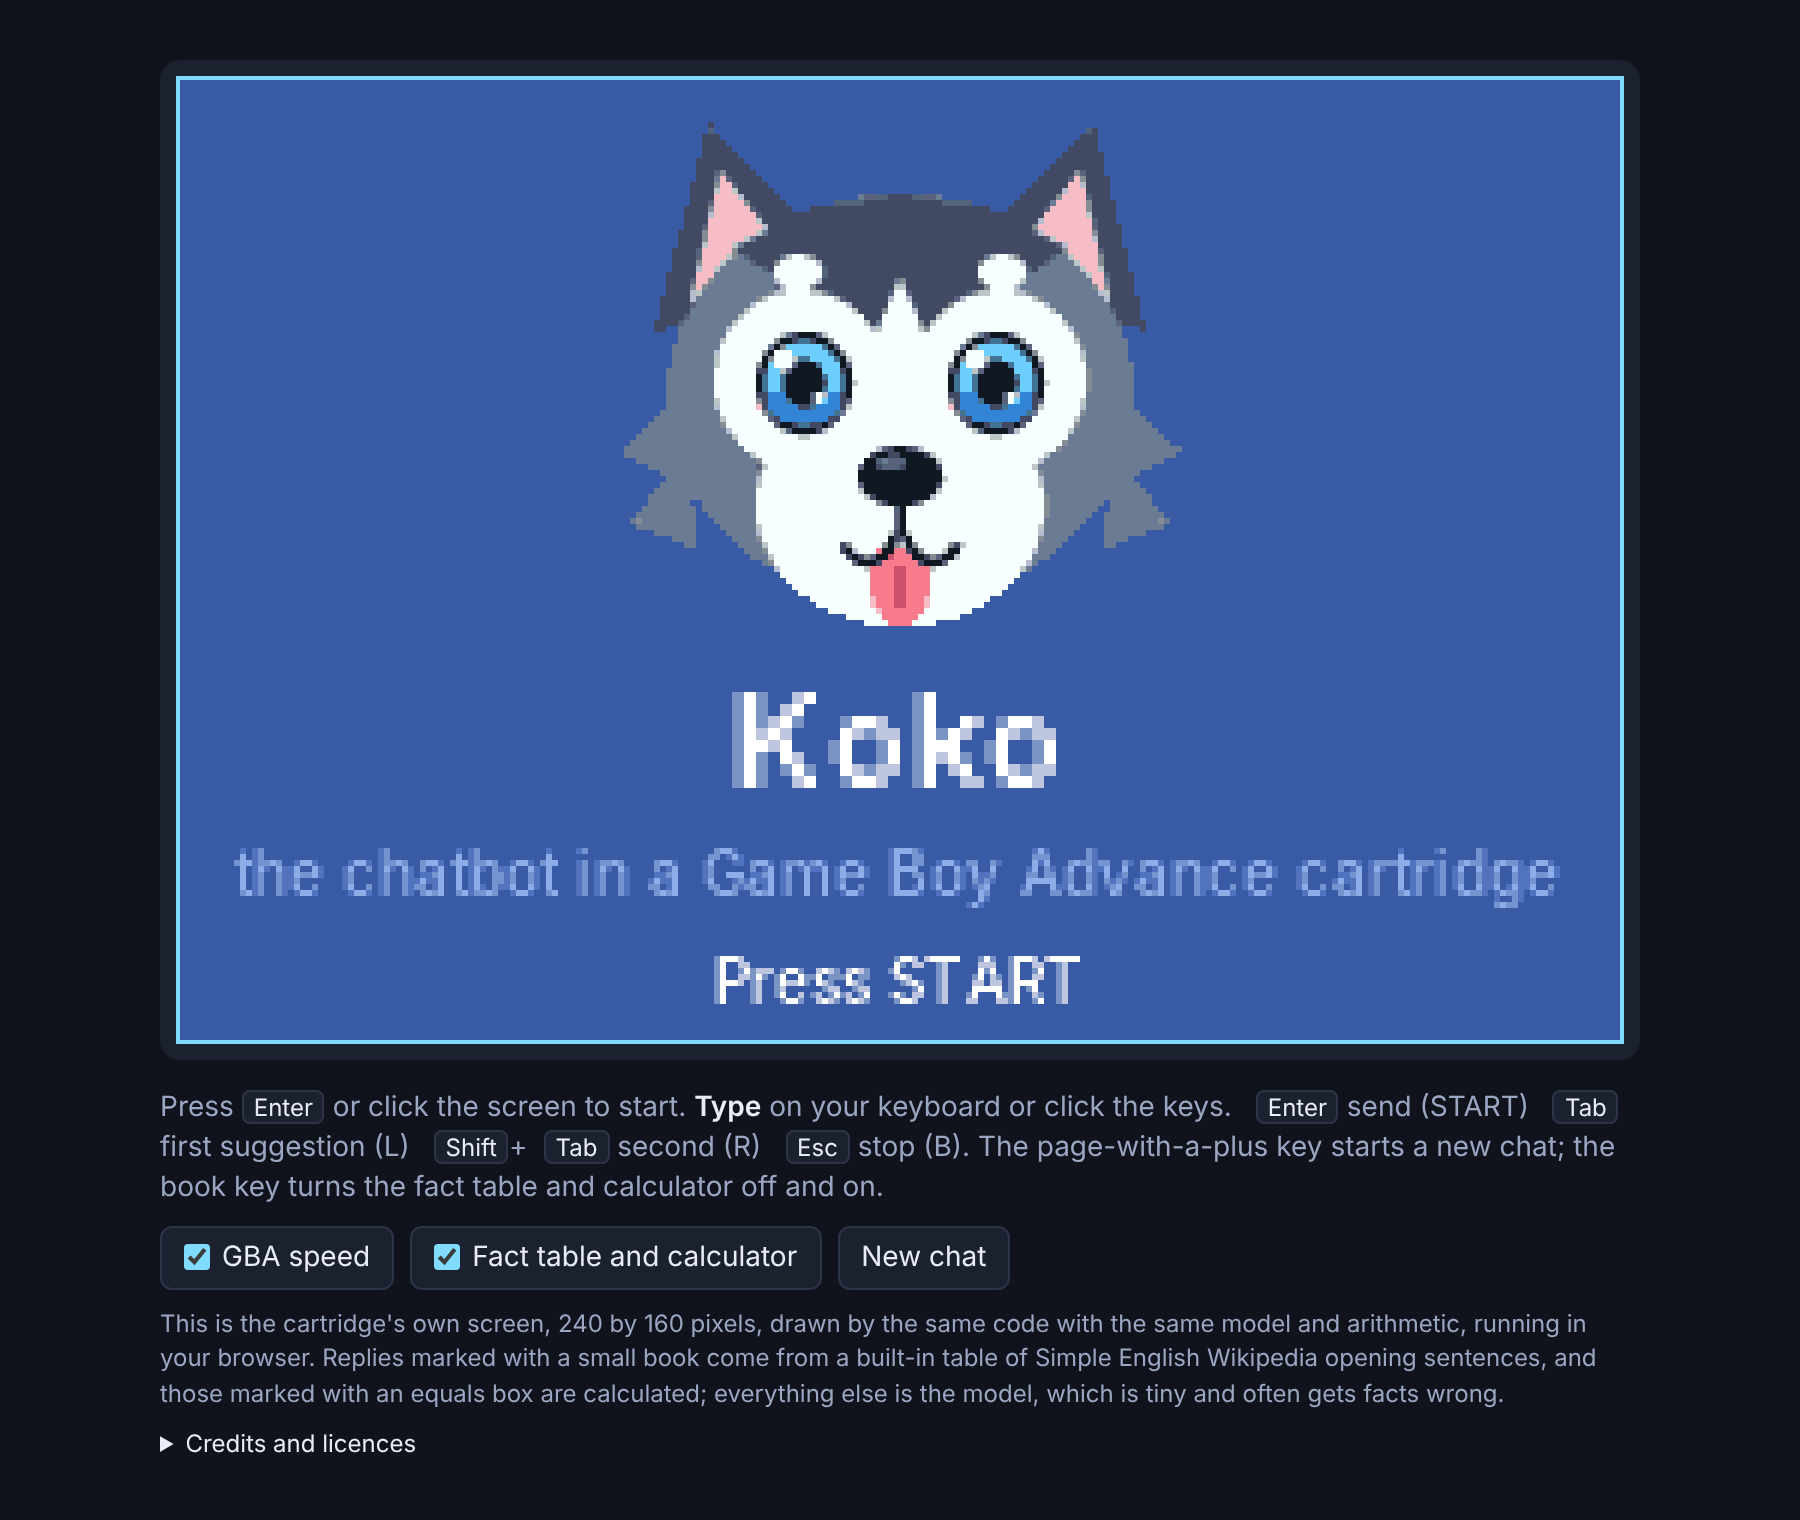 Koko
the chatbot in a Game Boy Advance cartridge
Press START
Press Enter or click the screen to start. Type on your keyboard or click the keys. Enter send (START) Tab
first suggestion (L) Shift + Tab second (R) Esc stop (B). The page-with-a-plus key starts a new chat; the
book key turns the fact table and calculator off and on.
GBA speed Fact table and calculator New chat
This is the cartridge's own screen, 240 by 160 pixels, drawn by the same code with the same model and arithmetic, running in
your browser. Replies marked with a small book come from a built-in table of Simple English Wikipedia opening sentences, and
those marked with an equals box are calculated; everything else is the model, which is tiny and often gets facts wrong.
Credits and licences